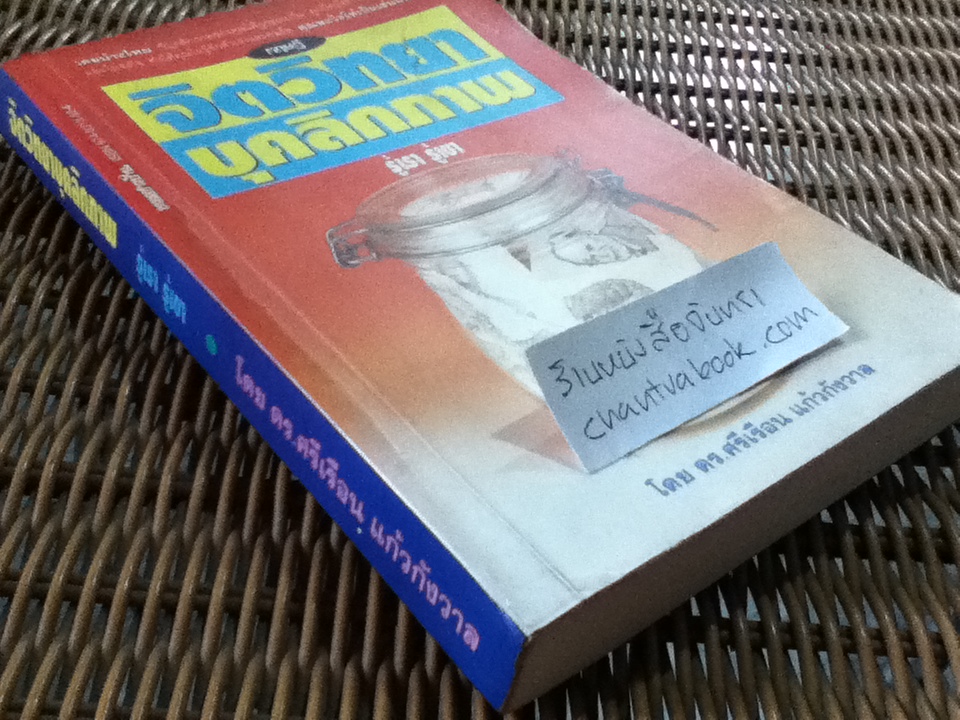 ทฤษฎี
จิตวิทยา
บุคลิกภาพ
รู้เรา รู้เขา
ร้านหนังสือจันทรา
chantrabook.com
โดย ดร.ศรีเรือน แก้วกังวาล
จิตวิทยาบุคลิกภาพ รู้เรา รู้เขา • โดย ดร.ศรีเรือน แก้วกังวาล